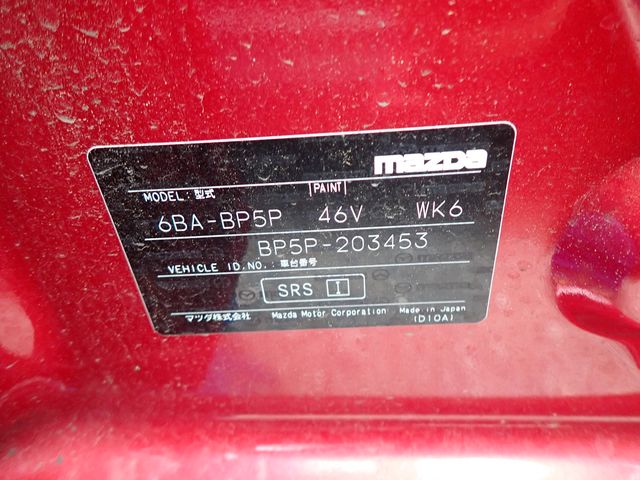 mazda
MODEL:型式 PAINT
6BA-BP5P 46V WK6
BP5P-203453
VEHICLE ID.NO.:車台番号
SRS I
マツダ株式会社 Mazda Motor Corporation Made in Japan
(D10A)